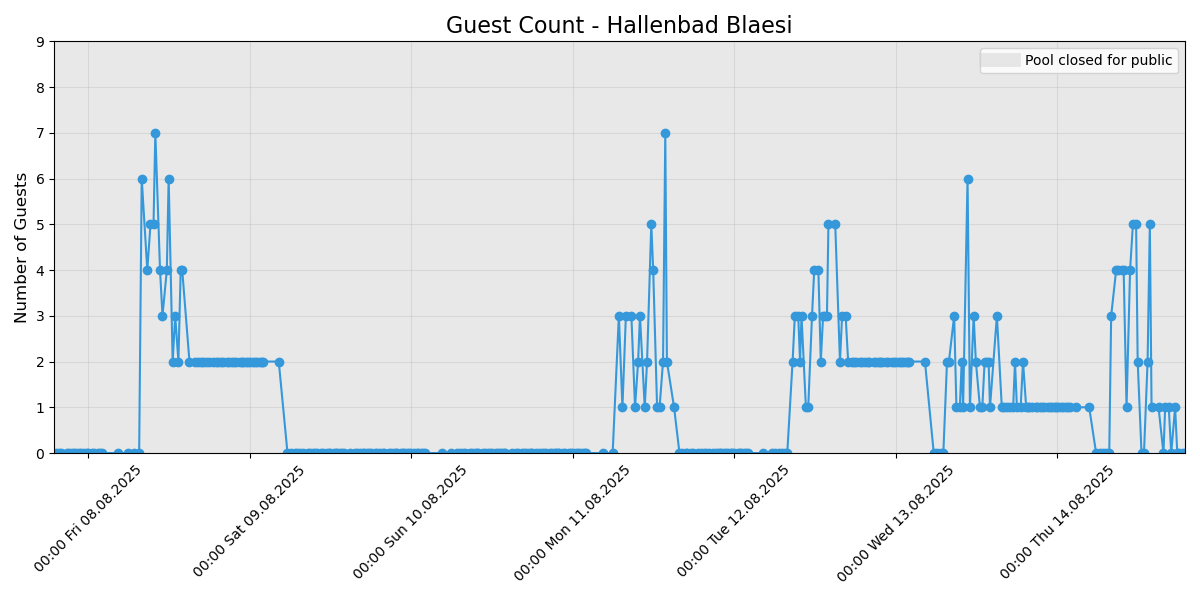 Guest Count - Hallenbad Blaesi
Pool closed for public
Number of Guests
9
8
7
6
5
4
3
2
1
0
00:00 Fri 08.08.2025
00:00 Sat 09.08.2025
00:00 Sun 10.08.2025
00:00 Mon 11.08.2025
00:00 Tue 12.08.2025
00:00 Wed 13.08.2025
00:00 Thu 14.08.2025